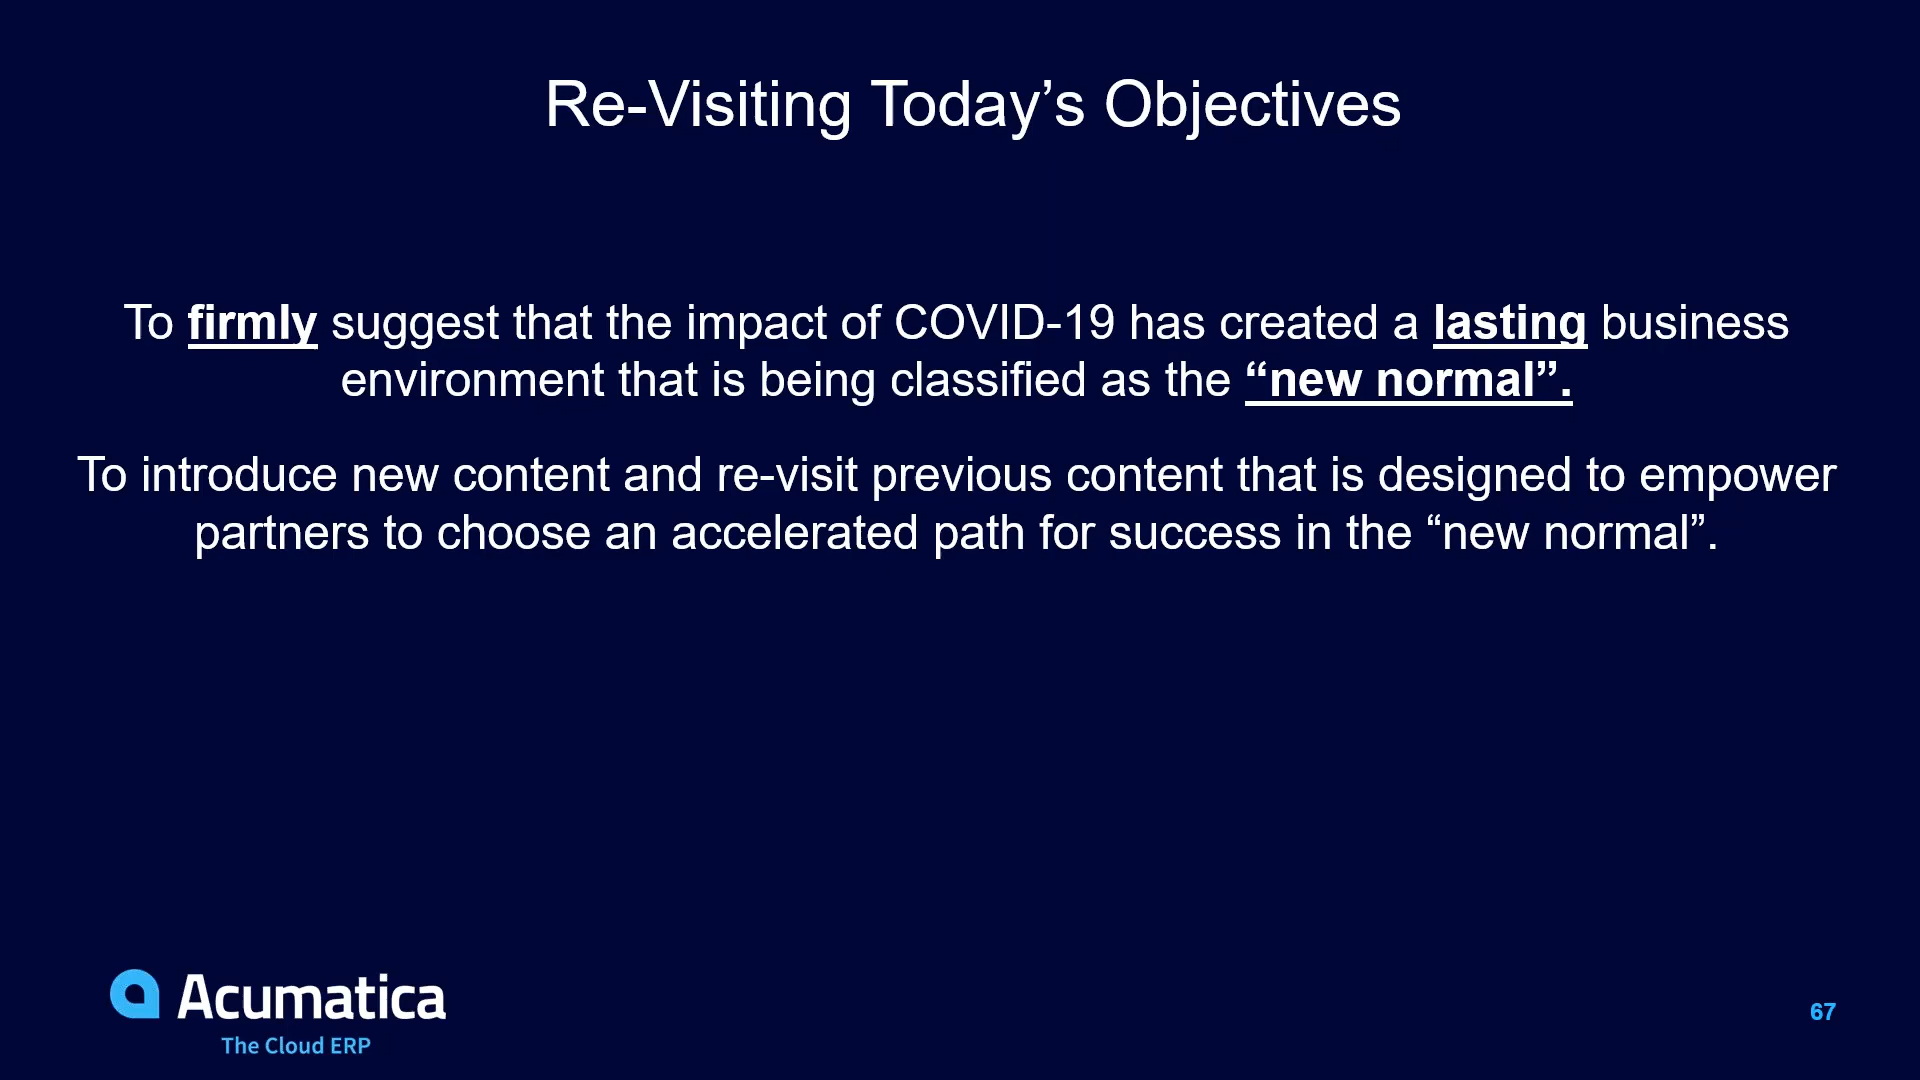 Re-Visiting Today’s Objectives
To firmly suggest that the impact of COVID-19 has created a lasting business
environment that is being classified as the “new normal”.
To introduce new content and re-visit previous content that is designed to empower
partners to choose an accelerated path for success in the “new normal”.
Acumatica
The Cloud ERP
67